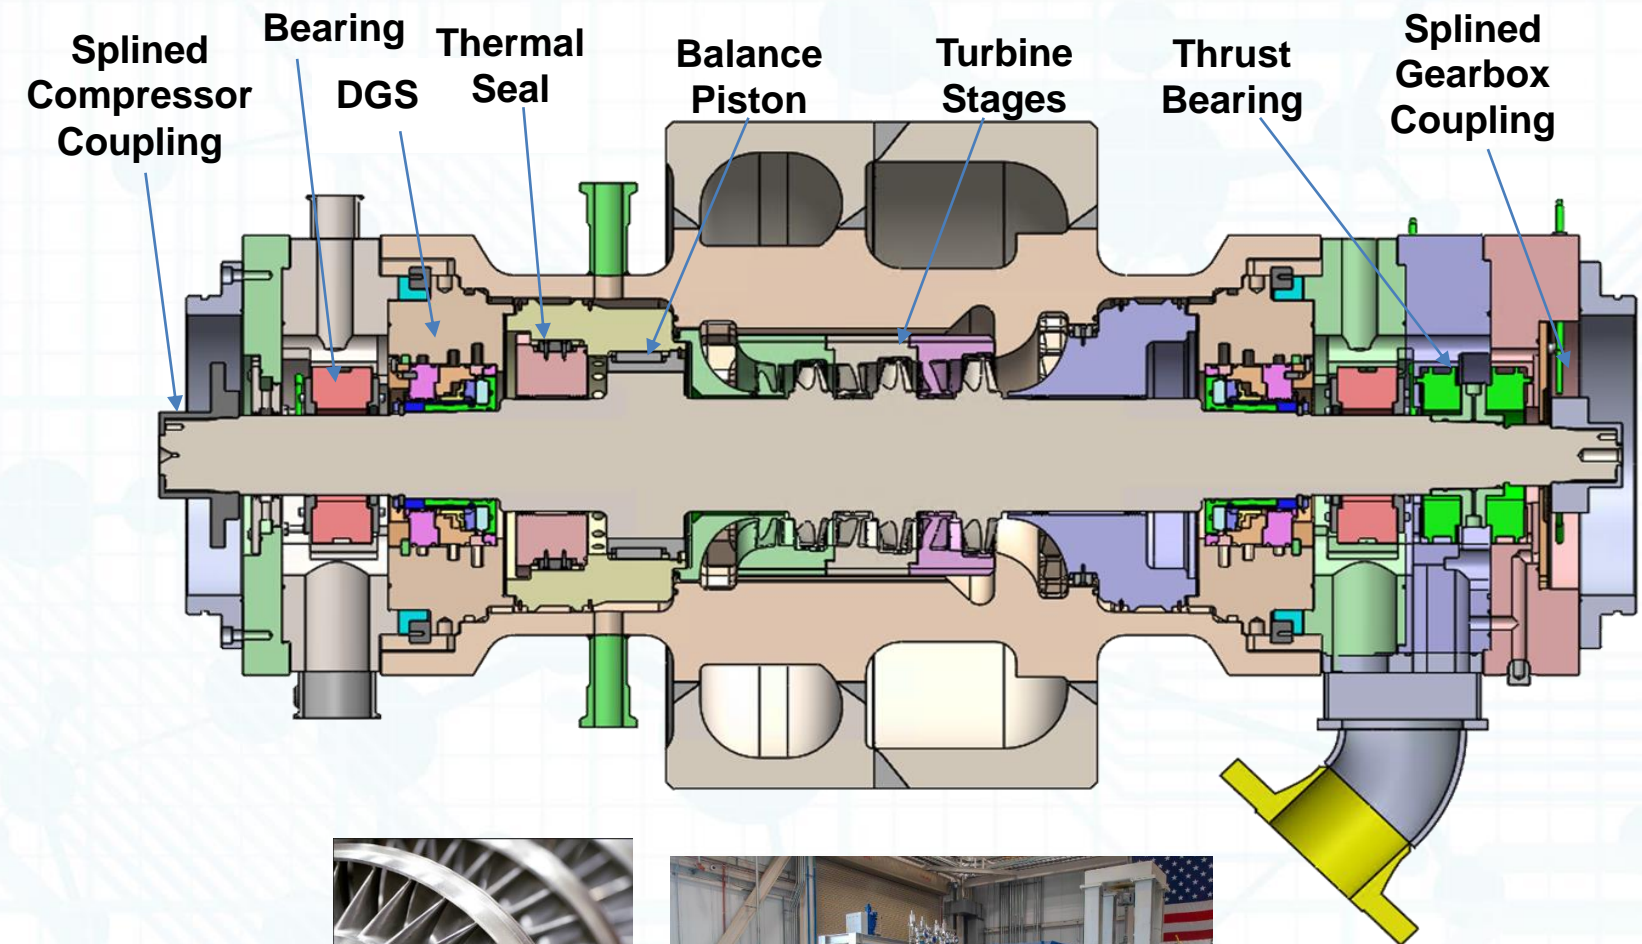 Splined
Compressor
Coupling
Bearing
DGS
Thermal
Seal
Balance
Piston
Turbine
Stages
Thrust
Bearing
Splined
Gearbox
Coupling